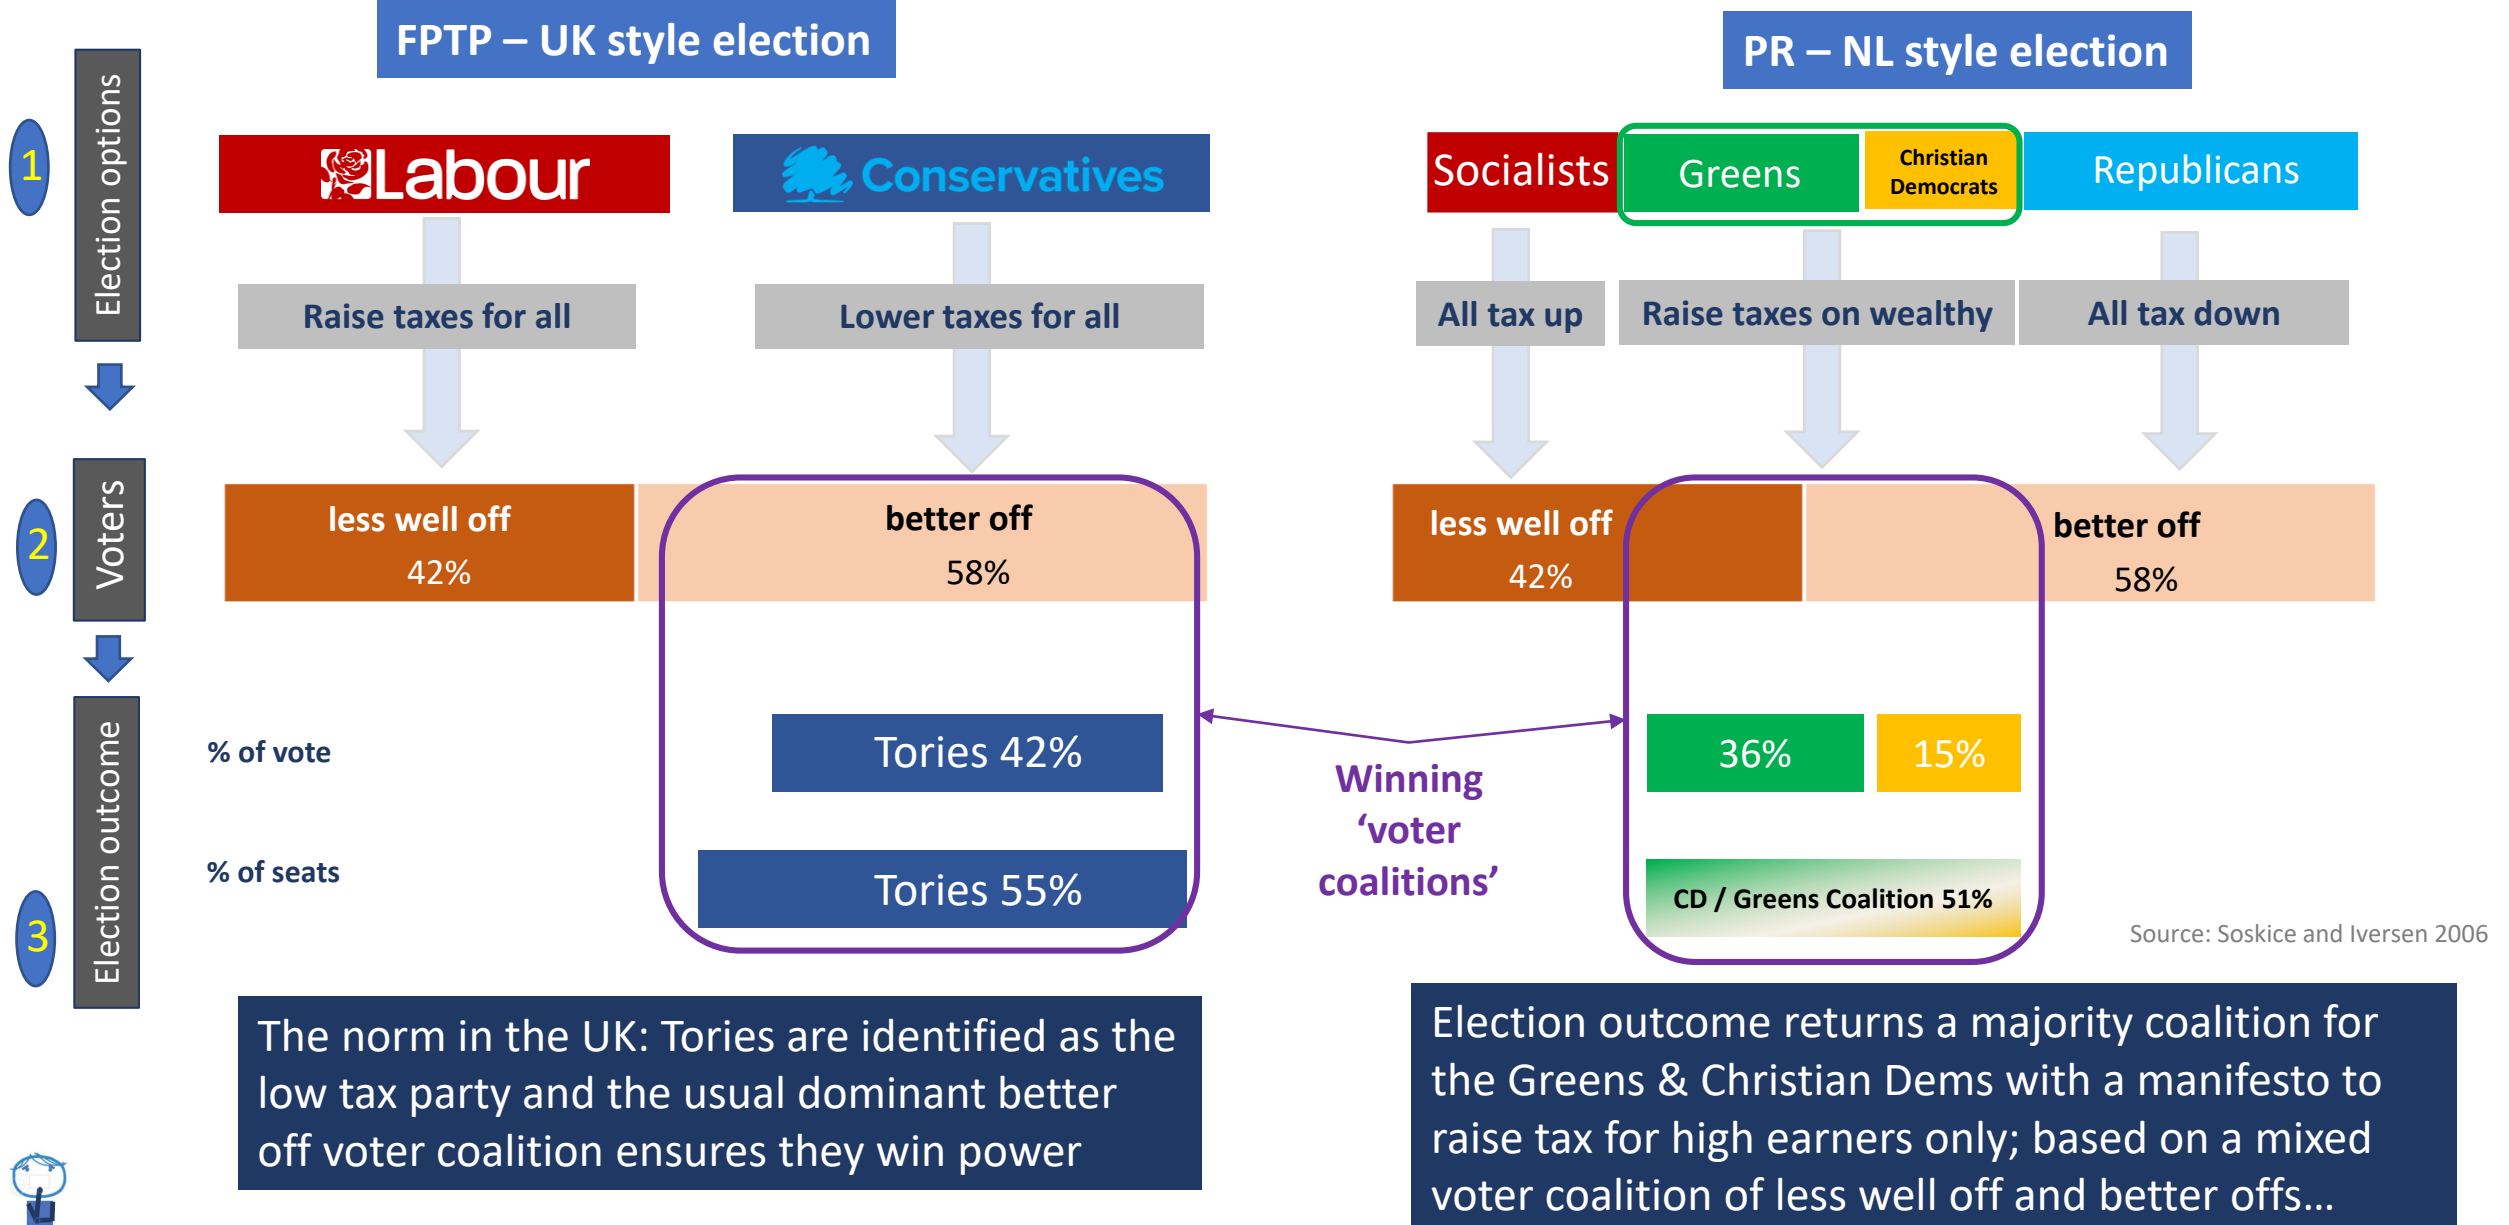 FPTP – UK style election
PR – NL style election
1
Election options
Labour
Conservatives
Socialists
Greens
Christian
Democrats
Republicans
Raise taxes for all
Lower taxes for all
All tax up
Raise taxes on wealthy
All tax down
2
Voters
less well off
42%
better off
58%
less well off
42%
better off
58%
3
Election outcome
% of vote
Tories 42%
36%
15%
% of seats
Tories 55%
Winning
‘voter
coalitions’
CD / Greens Coalition 51%
Source: Soskice and Iversen 2006
The norm in the UK: Tories are identified as the
low tax party and the usual dominant better
off voter coalition ensures they win power
Election outcome returns a majority coalition for
the Greens & Christian Dems with a manifesto to
raise tax for high earners only; based on a mixed
voter coalition of less well off and better offs...